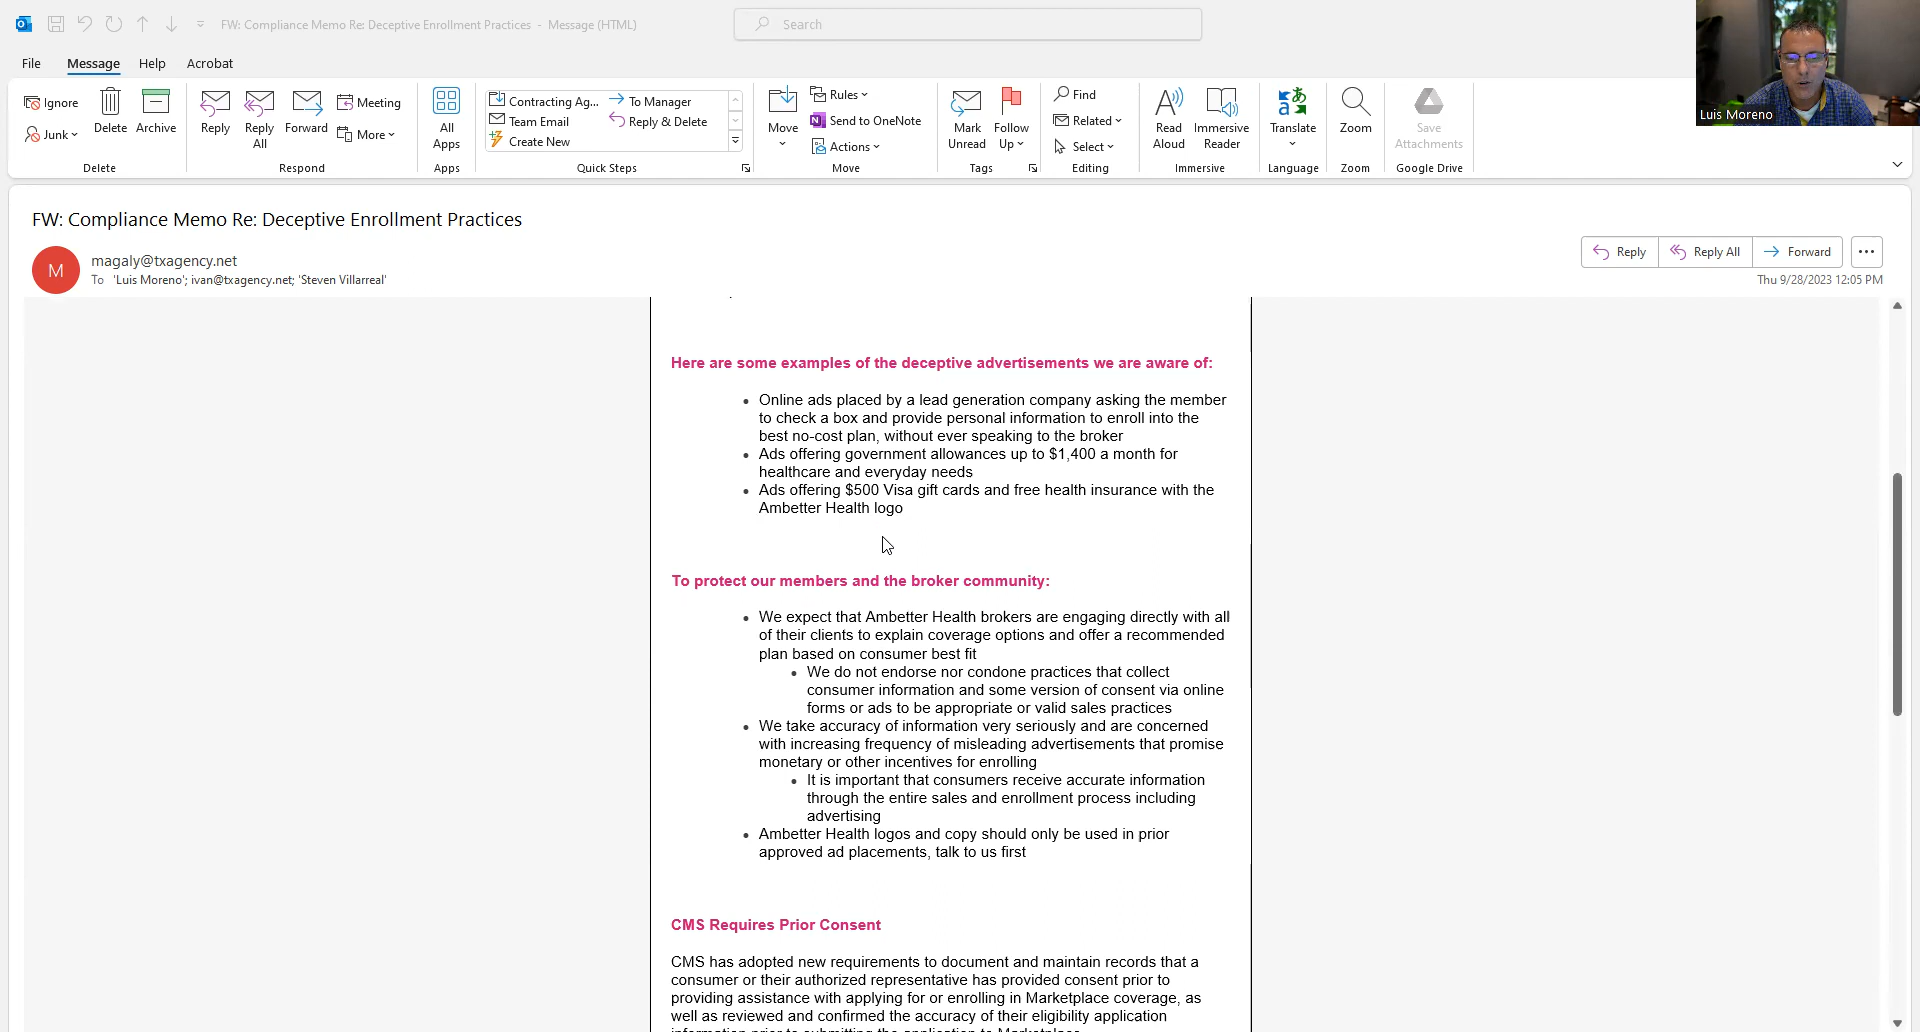 FW: Compliance Memo Re: Deceptive Enrollment Practices - Message (HTML)
Search
File Message Help Acrobat
Luis Moreno
Ignore
Junk
Delete
Archive
Delete
Reply
Reply All
Forward
Meeting
More
Respond
All Apps
Apps
Contracting Ag...
To Manager
Team Email
Reply & Delete
Create New
Quick Steps
Move
Rules
Send to OneNote
Actions
Move
Mark Unread
Follow Up
Tags
Find
Related
Select
Editing
Read Aloud
Immersive Reader
Immersive
Translate
Language
Zoom
Zoom
Save Attachments
Google Drive
FW: Compliance Memo Re: Deceptive Enrollment Practices
M
magaly@txagency.net
To 'Luis Moreno'; ivan@txagency.net; 'Steven Villarreal'
Reply
Reply All
Forward
Thu 9/28/2023 12:05 PM
Here are some examples of the deceptive advertisements we are aware of:
• Online ads placed by a lead generation company asking the member
to check a box and provide personal information to enroll into the
best no-cost plan, without ever speaking to the broker
• Ads offering government allowances up to $1,400 a month for
healthcare and everyday needs
• Ads offering $500 Visa gift cards and free health insurance with the
Ambetter Health logo
To protect our members and the broker community:
• We expect that Ambetter Health brokers are engaging directly with all
of their clients to explain coverage options and offer a recommended
plan based on consumer best fit
• We do not endorse nor condone practices that collect
consumer information and some version of consent via online
forms or ads to be appropriate or valid sales practices
• We take accuracy of information very seriously and are concerned
with increasing frequency of misleading advertisements that promise
monetary or other incentives for enrolling
• It is important that consumers receive accurate information
through the entire sales and enrollment process including
advertising
• Ambetter Health logos and copy should only be used in prior
approved ad placements, talk to us first
CMS Requires Prior Consent
CMS has adopted new requirements to document and maintain records that a
consumer or their authorized representative has provided consent prior to
providing assistance with applying for or enrolling in Marketplace coverage, as
well as reviewed and confirmed the accuracy of their eligibility application